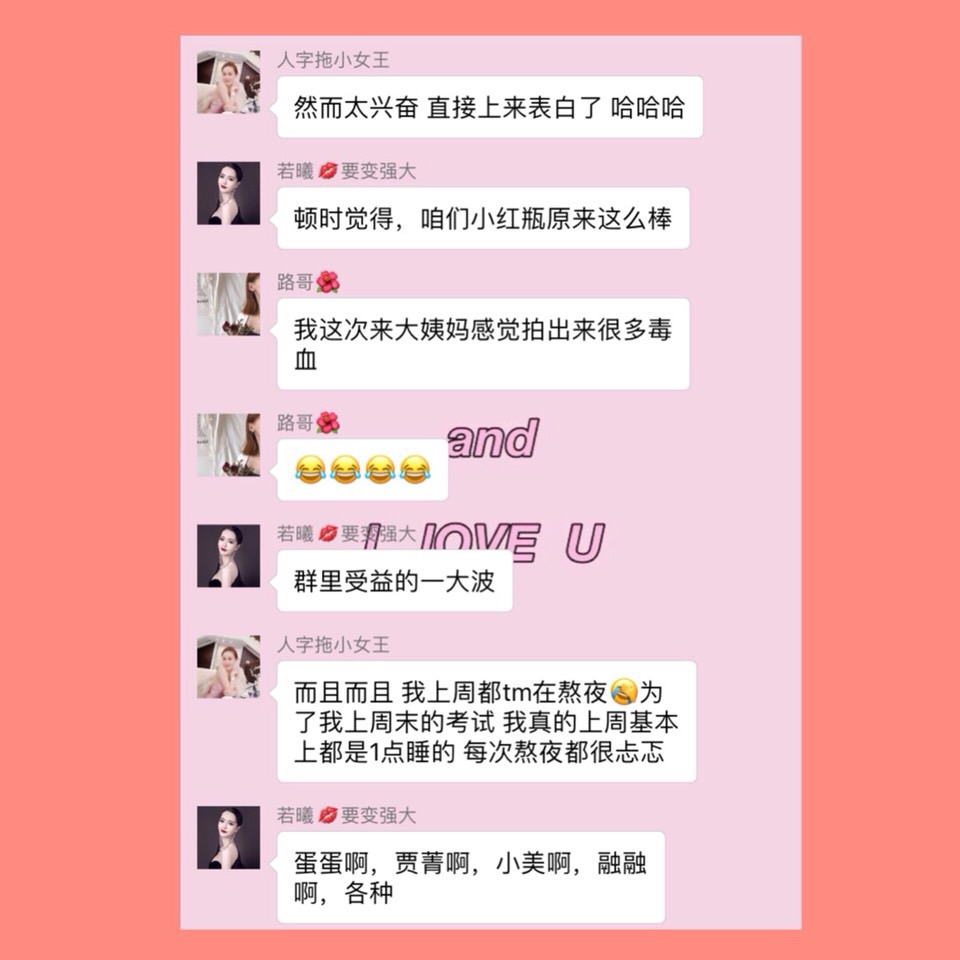 人字拖小女王
然而太兴奋 直接上来表白了 哈哈哈
若曦💋要变强大
顿时觉得，咱们小红瓶原来这么棒
路哥🌺
我这次来大姨妈感觉拍出来很多毒
血
路哥🌺
and
😂😂😂😂
若曦💋要变强大
I LOVE U
群里受益的一大波
人字拖小女王
而且而且 我上周都tm在熬夜🤣为
了我上周末的考试 我真的上周基本
上都是1点睡的 每次熬夜都很忐忑
若曦💋要变强大
蛋蛋啊，贾菁啊，小美啊，融融
啊，各种